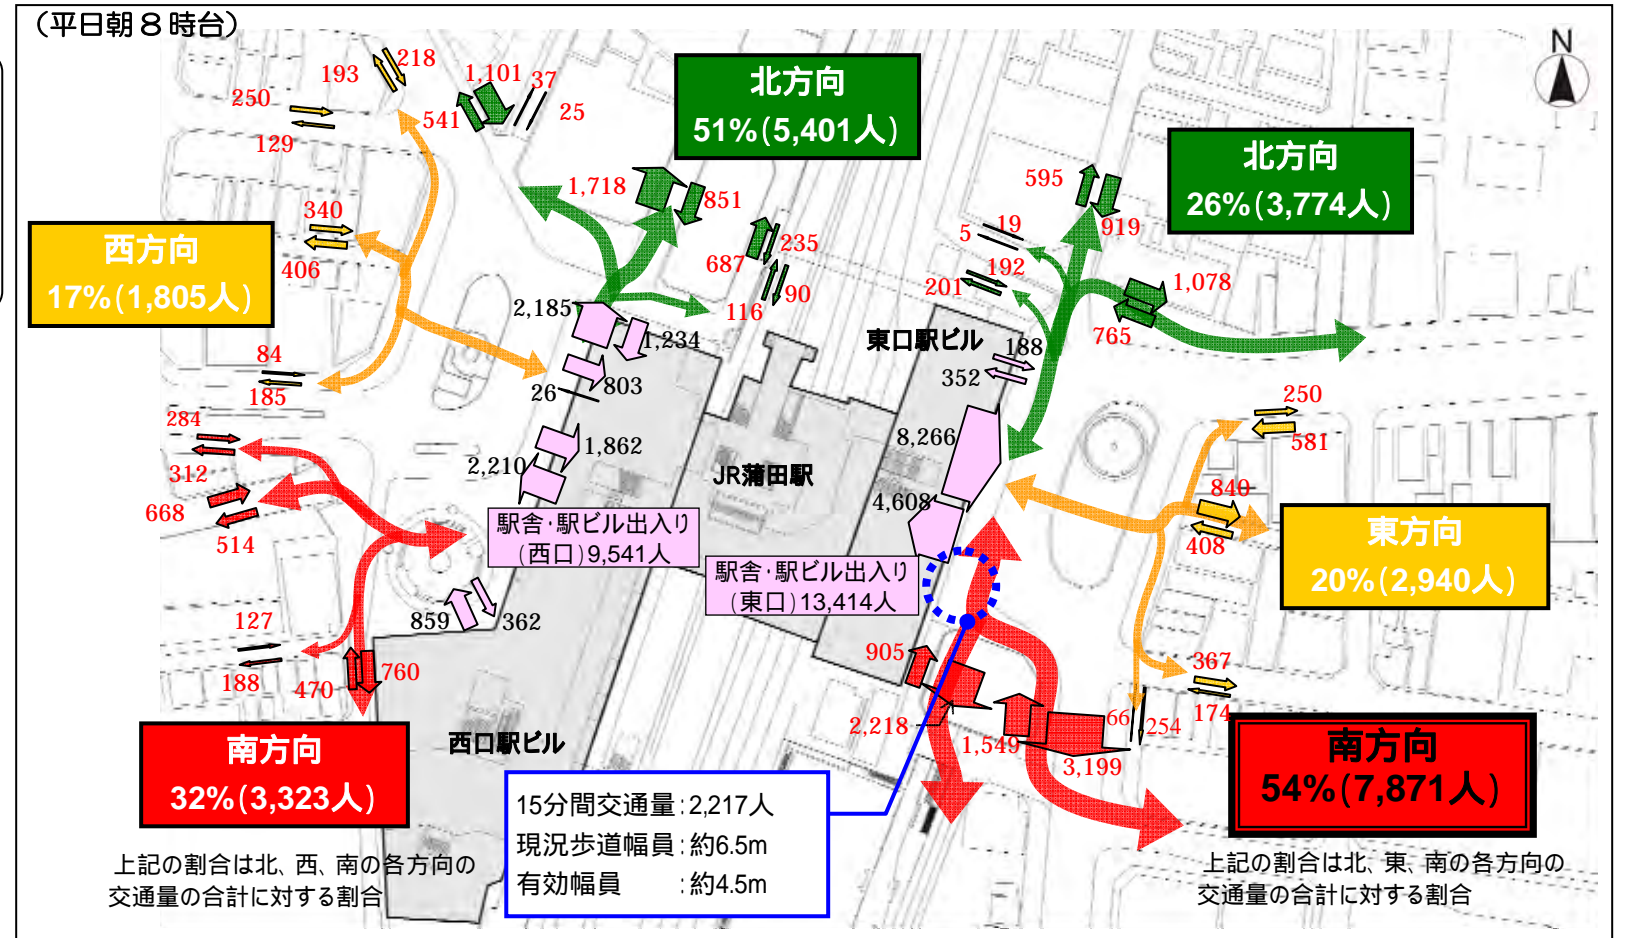 （平日朝８時台）
193
218
1,101
37
25
541
250
129
北方向
51%(5,401人)
N
北方向
26%(3,774人)
1,718
851
687
235
116
90
595
919
5
19
192
201
1,078
765
西方向
17%(1,805人)
340
406
2,185
1,234
26
803
東口駅ビル
188
352
84
185
284
312
668
514
2,210
1,862
JR蒲田駅
8,266
4,608
250
581
840
408
東方向
20%(2,940人)
駅舎・駅ビル出入り
(西口)9,541人
駅舎・駅ビル出入り
(東口)13,414人
859
362
127
188
470
760
905
2,218
1,549
3,199
66
254
367
174
南方向
32%(3,323人)
西口駅ビル
南方向
54%(7,871人)
15分間交通量：2,217人
現況歩道幅員：約6.5m
有効幅員　　：約4.5m
上記の割合は北、西、南の各方向の
交通量の合計に対する割合
上記の割合は北、東、南の各方向の
交通量の合計に対する割合